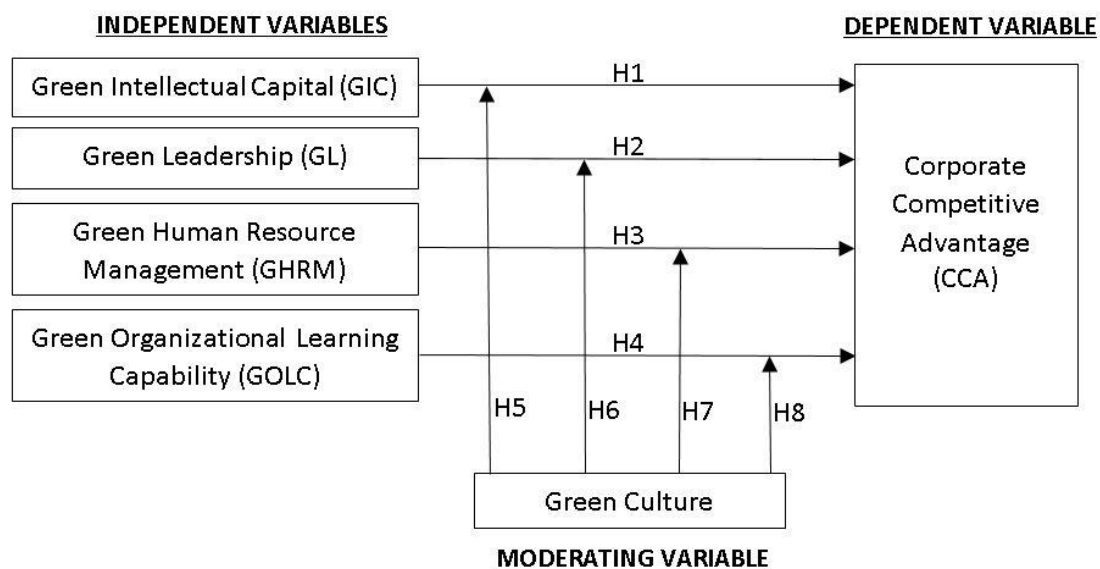 INDEPENDENT VARIABLES
DEPENDENT VARIABLE
Green Intellectual Capital (GIC)
H1
Green Leadership (GL)
H2
Green Human Resource
Management (GHRM)
H3
Green Organizational Learning
Capability (GOLC)
H4
Corporate
Competitive
Advantage
(CCA)
H5
H6
H7
H8
Green Culture
MODERATING VARIABLE